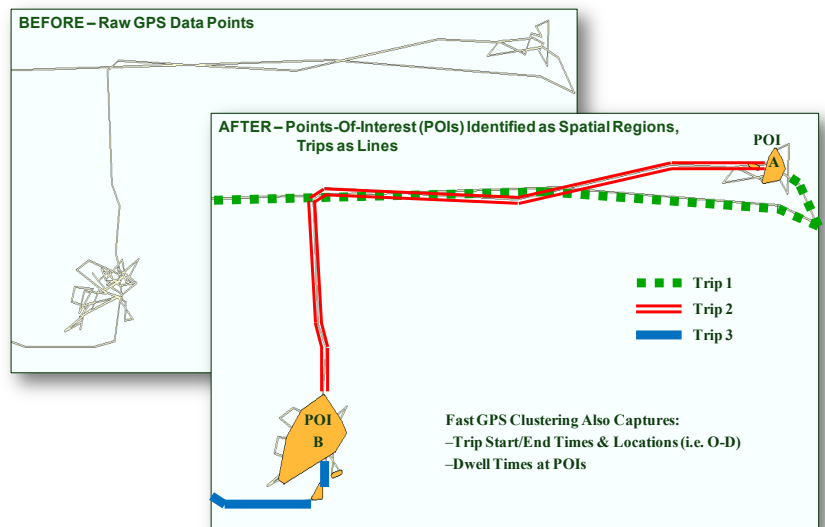 BEFORE – Raw GPS Data Points
AFTER – Points-Of-Interest (POIs) Identified as Spatial Regions,
Trips as Lines
POI
A
Trip 1
Trip 2
Trip 3
POI
B
Fast GPS Clustering Also Captures:
–Trip Start/End Times & Locations (i.e. O-D)
–Dwell Times at POIs